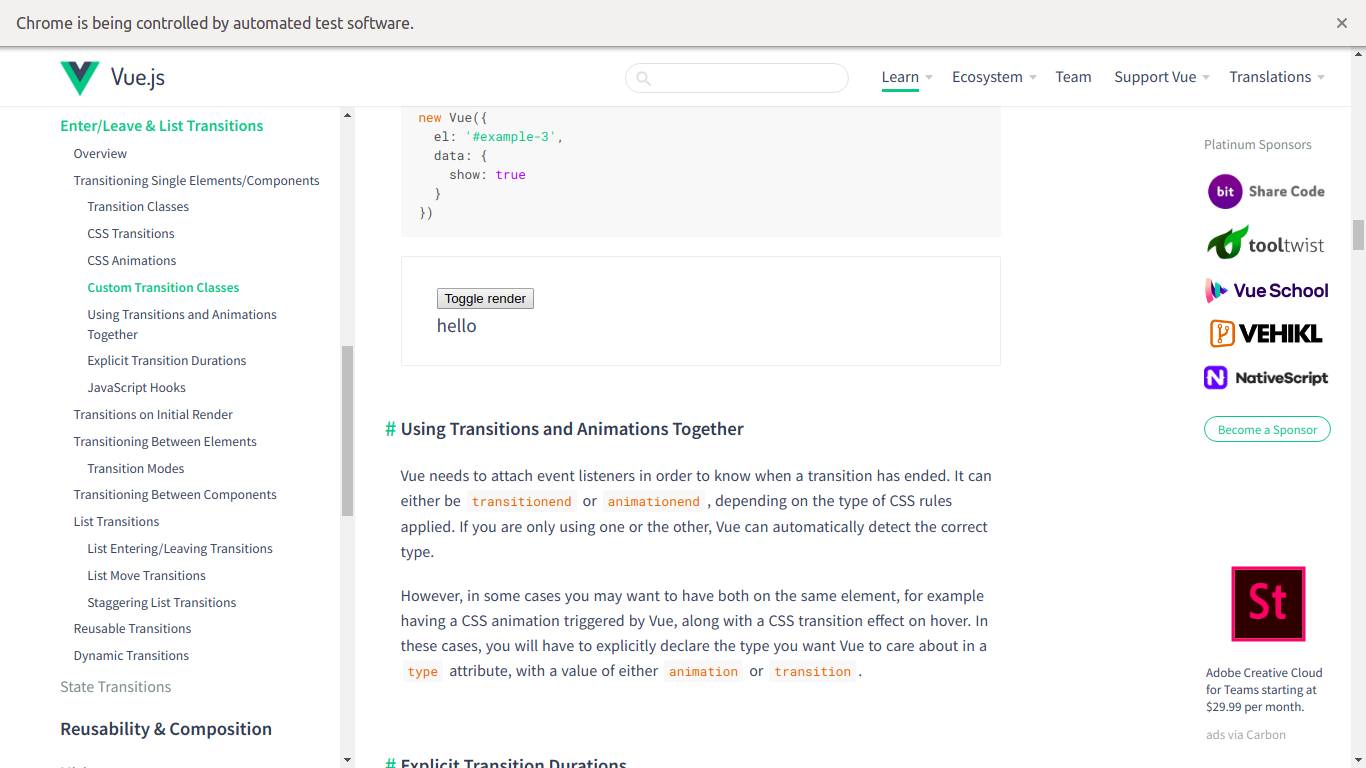 Chrome is being controlled by automated test software.
Vue.js
Learn
Ecosystem
Team
Support Vue
Translations
Enter/Leave & List Transitions
Overview
Transitioning Single Elements/Components
Transition Classes
CSS Transitions
CSS Animations
Custom Transition Classes
Using Transitions and Animations
Together
Explicit Transition Durations
JavaScript Hooks
Transitions on Initial Render
Transitioning Between Elements
Transition Modes
Transitioning Between Components
List Transitions
List Entering/Leaving Transitions
List Move Transitions
Staggering List Transitions
Reusable Transitions
Dynamic Transitions
State Transitions
Reusability & Composition
new Vue({
el: '#example-3',
data: {
show: true
}
})
Toggle render
hello
# Using Transitions and Animations Together
Vue needs to attach event listeners in order to know when a transition has ended. It can
either be transitionend or animationend , depending on the type of CSS rules
applied. If you are only using one or the other, Vue can automatically detect the correct
type.
However, in some cases you may want to have both on the same element, for example
having a CSS animation triggered by Vue, along with a CSS transition effect on hover. In
these cases, you will have to explicitly declare the type you want Vue to care about in a
type attribute, with a value of either animation or transition .
# Explicit Transition Durations
Platinum Sponsors
bit Share Code
tooltwist
Vue School
VEHIKL
N NativeScript
Become a Sponsor
St
Adobe Creative Cloud
for Teams starting at
$29.99 per month.
ads via Carbon